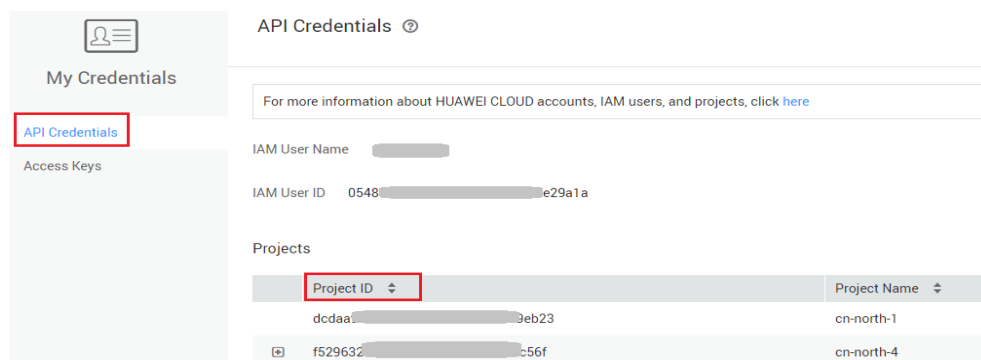 My Credentials
API Credentials
Access Keys
API Credentials
For more information about HUAWEI CLOUD accounts, IAM users, and projects, click here
IAM User Name
IAM User ID 0548 e29a1a
Projects
Project ID Project Name
dcdaa 9eb23 cn-north-1
f529632 c56f cn-north-4